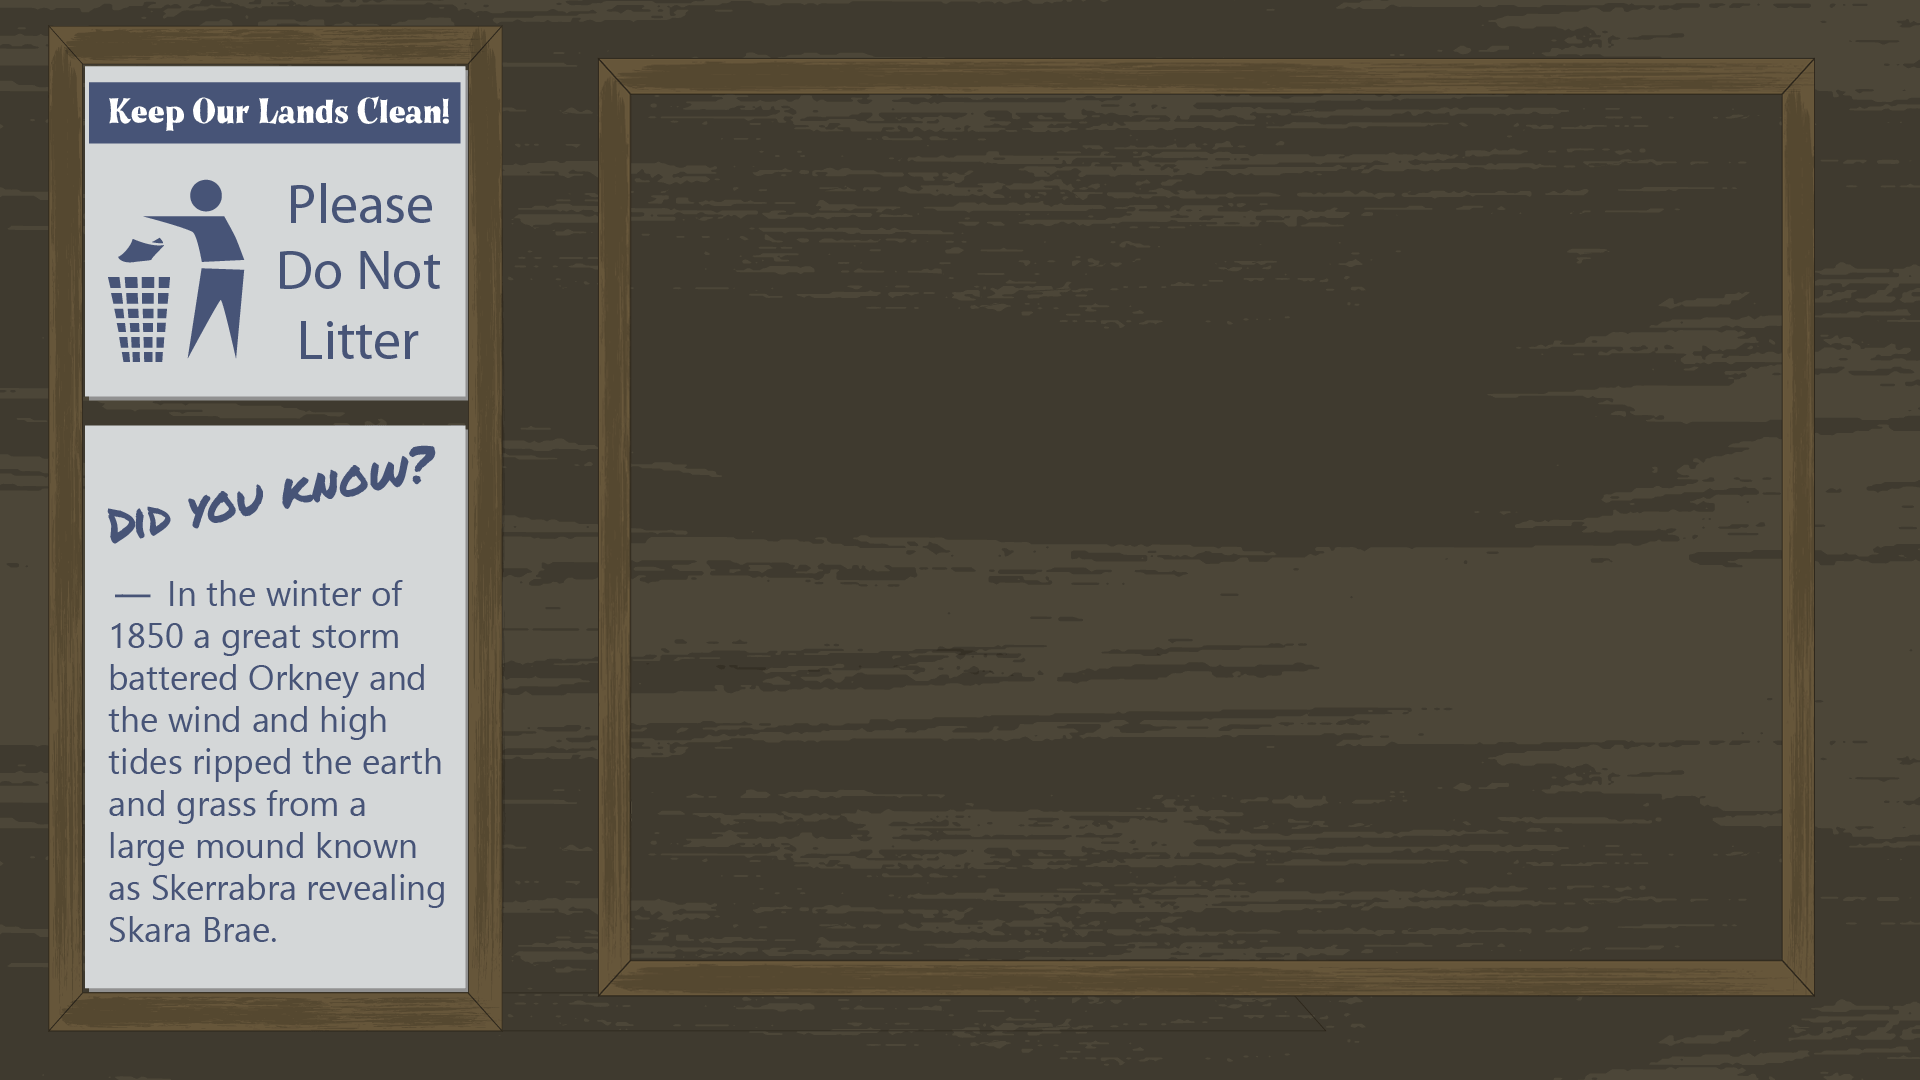 Keep Our Lands Clean!
Please
Do Not
Litter
DID YOU KNOW?
— In the winter of
1850 a great storm
battered Orkney and
the wind and high
tides ripped the earth
and grass from a
large mound known
as Skerrabra revealing
Skara Brae.